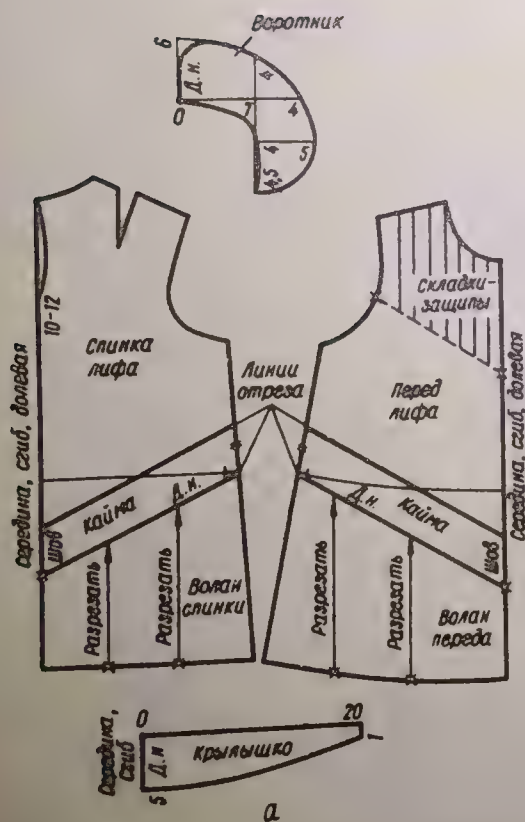 Воротник
6
Д.н.
4
0
7
4
4
5
4,5
10-12
Складки-
защипы
Спинка
лифа
Линии
отреза
Перед
лифа
Середина, сгиб, долевая
Середина, сгиб долевая
Кайма
Д.н.
Шов
Д.н.
Кайма
Шов
Разрезать
Разрезать
Волан
спинки
Разрезать
Разрезать
Волан
переда
Середина,
Сгиб
0
20
Д.н
Крылышко
1
5
а